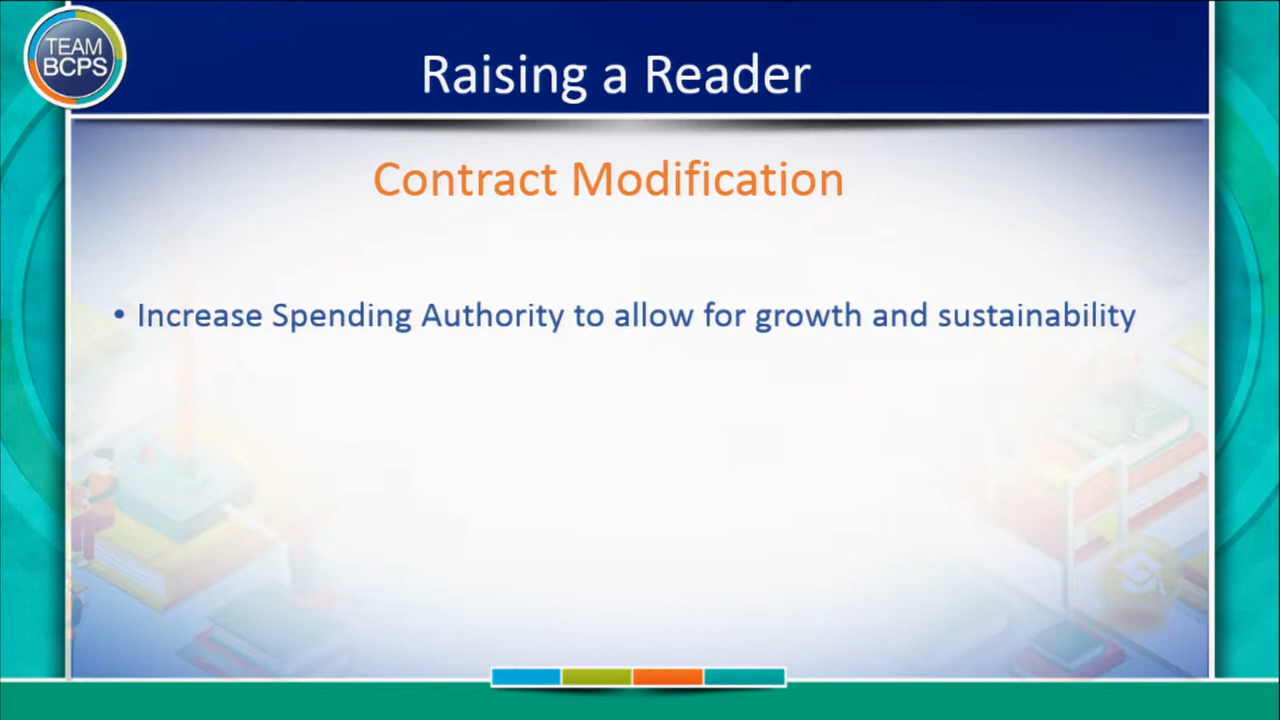 TEAM
BCPS
Raising a Reader
Contract Modification
• Increase Spending Authority to allow for growth and sustainability